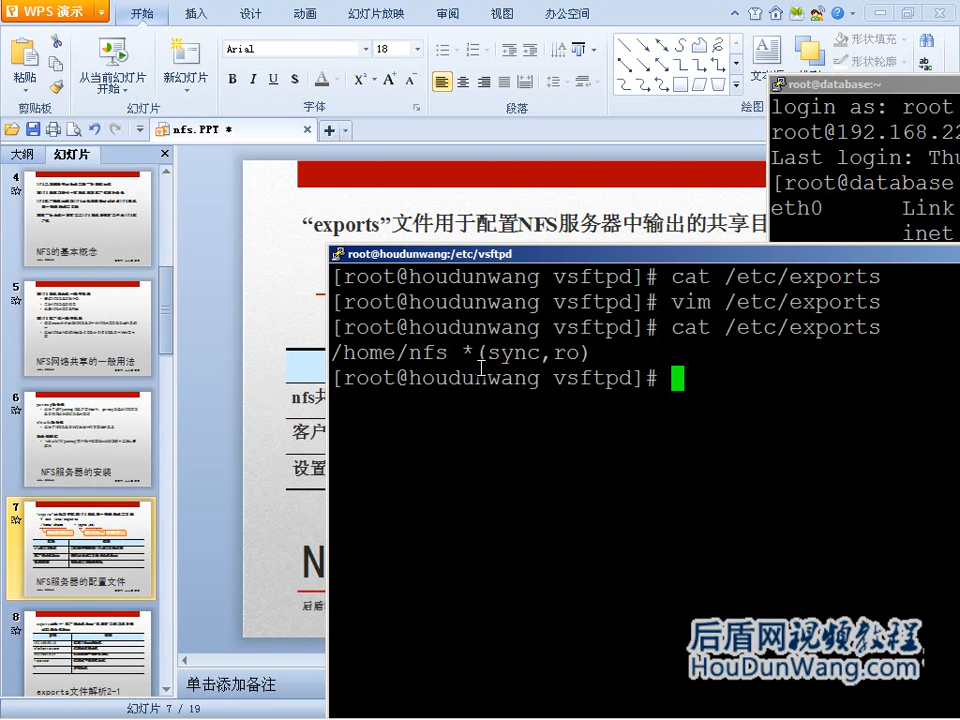 WPS 演示
开始
插入
设计
动画
幻灯片放映
审阅
视图
办公空间
粘贴
剪贴板
从当前幻灯片
开始
新幻灯片
幻灯片
Arial
18
字体
段落
绘图
形状填充
形状轮廓
nfs.PPT *
大纲
幻灯片
4
NFS的基本概念
5
NFS网络共享的一般用法
6
NFS服务器的安装
7
NFS服务器的配置文件
8
exports文件解析2-1
“exports”文件用于配置NFS服务器中输出的共享目
客户
设置
单击添加备注
幻灯片 7 / 19
root@database:~
login as: root
root@192.168.22
Last login: Thu
[root@database
eth0 Link
inet
root@houdunwang:/etc/vsftpd
[root@houdunwang vsftpd]# cat /etc/exports
[root@houdunwang vsftpd]# vim /etc/exports
[root@houdunwang vsftpd]# cat /etc/exports
/home/nfs *(sync,ro)
[root@houdunwang vsftpd]#
后盾网视频教程
HouDunWang.com